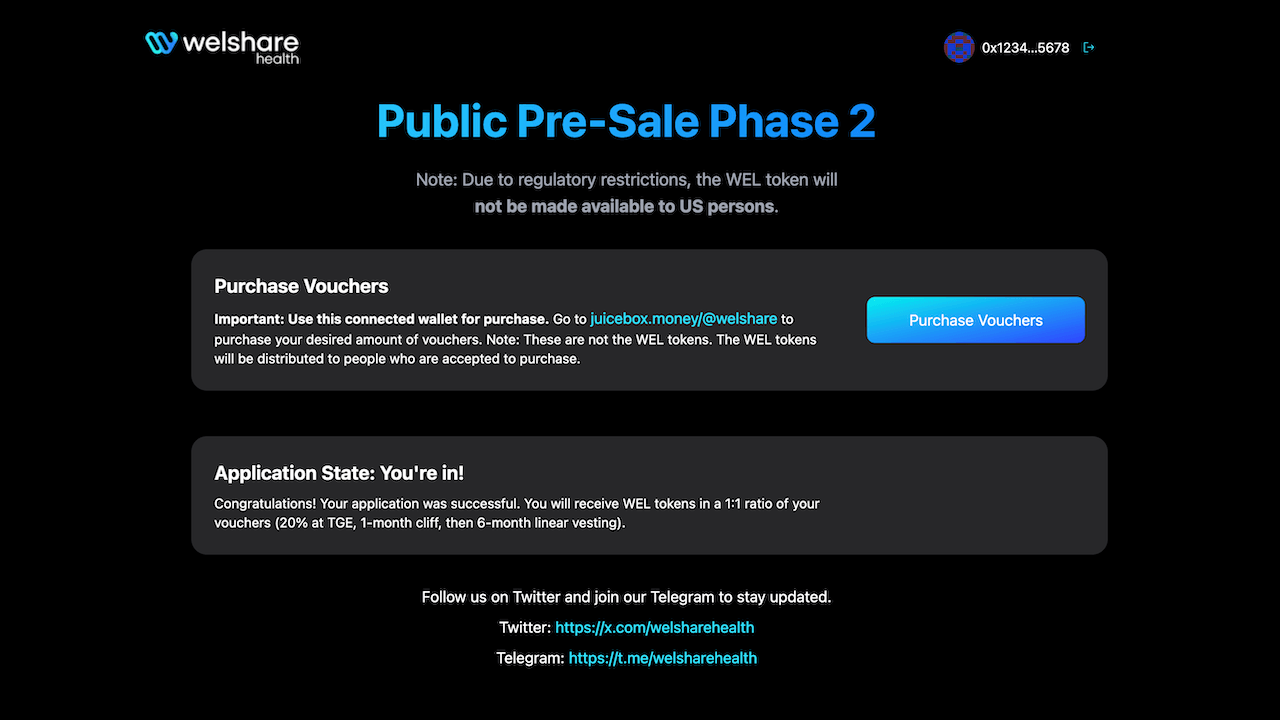 welshare
health
0x1234...5678
Public Pre-Sale Phase 2
Note: Due to regulatory restrictions, the WEL token will
not be made available to US persons.
Purchase Vouchers
Important: Use this connected wallet for purchase. Go to juicebox.money/@welshare to
purchase your desired amount of vouchers. Note: These are not the WEL tokens. The WEL tokens
will be distributed to people who are accepted to purchase.
Purchase Vouchers
Application State: You're in!
Congratulations! Your application was successful. You will receive WEL tokens in a 1:1 ratio of your
vouchers (20% at TGE, 1-month cliff, then 6-month linear vesting).
Follow us on Twitter and join our Telegram to stay updated.
Twitter: https://x.com/welsharehealth
Telegram: https://t.me/welsharehealth